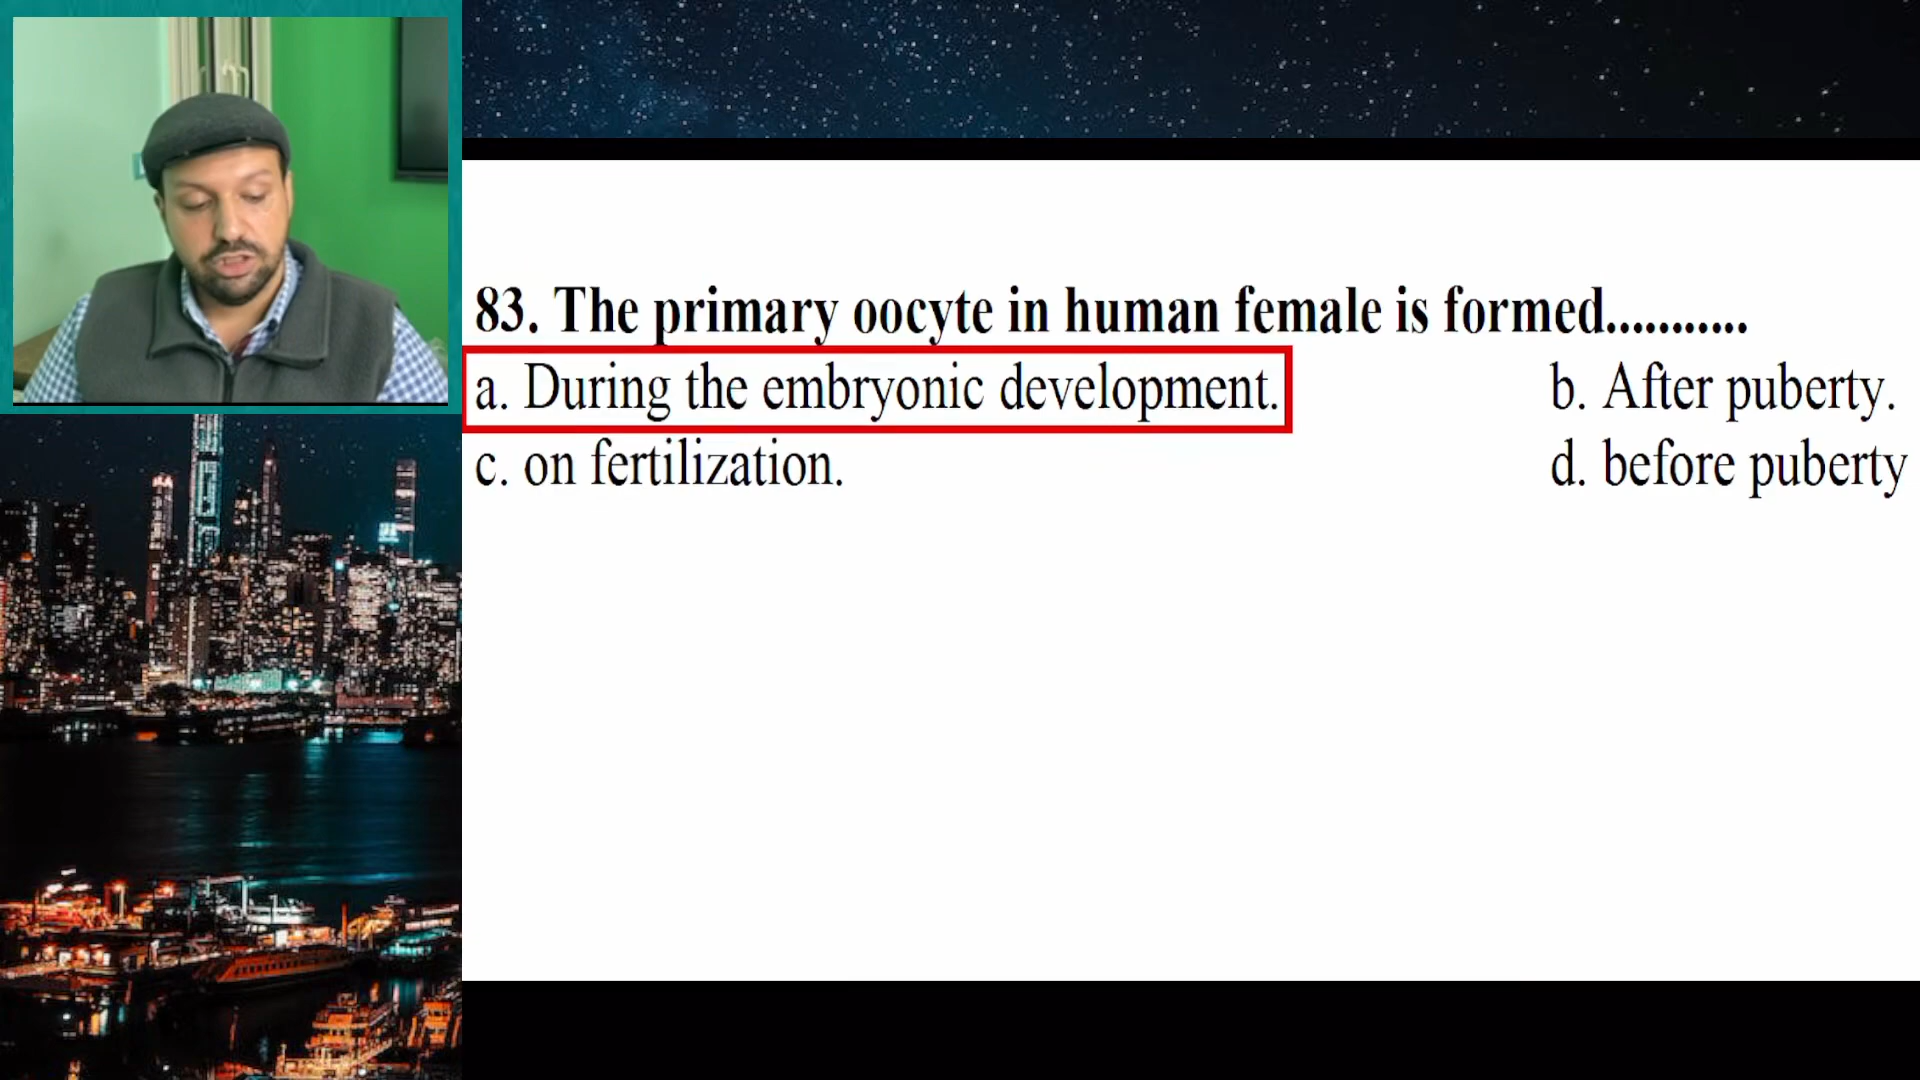 83. The primary oocyte in human female is formed...........
a. During the embryonic development. b. After puberty.
c. on fertilization. d. before puberty